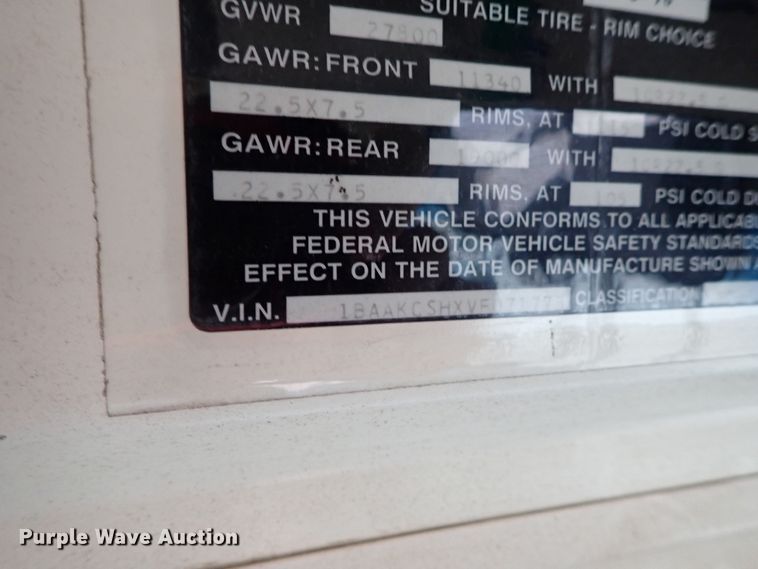 GVWR 27800 SUITABLE TIRE - RIM CHOICE
GAWR: FRONT 11340 WITH
22.5X7.5 RIMS, AT PSI COLD
GAWR: REAR WITH
22.5X7.5 RIMS, AT 105 PSI COLD
THIS VEHICLE CONFORMS TO ALL
FEDERAL MOTOR VEHICLE SAFETY STANDARDS
EFFECT ON THE DATE OF MANUFACTURE SHOWN
V.I.N. CLASSIFICATION
Purple Wave Auction